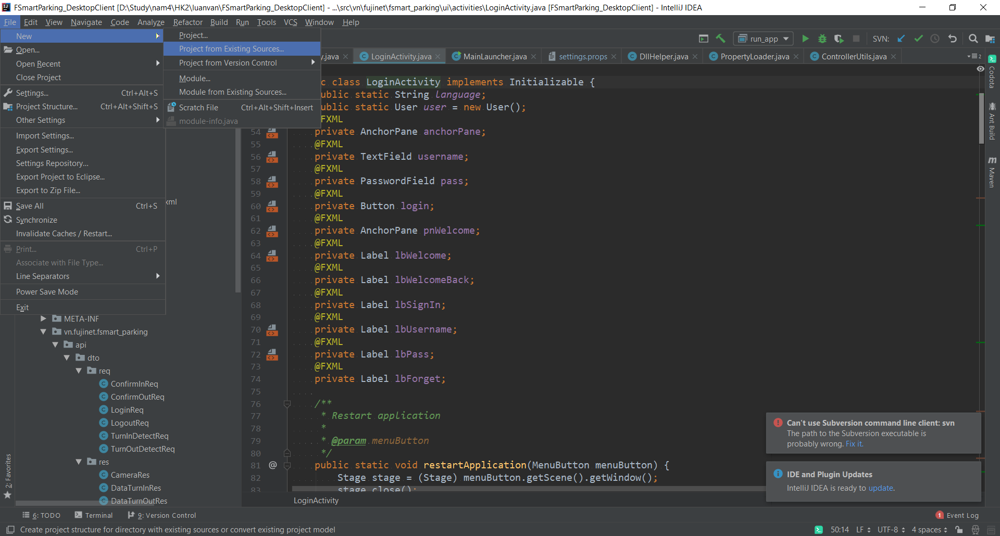 FSmartParking_DesktopClient [D:\Study\nam4\HK2\luanvan\FSmartParking_DesktopClient] - ...\src\vn\fujinet\fsmart_parking\ui\activities\LoginActivity.java [FSmartParking_DesktopClient] - IntelliJ IDEA
File Edit View Navigate Code Analyze Refactor Build Run Tools VCS Window Help
New
Open...
Open Recent
Close Project
Settings... Ctrl+Alt+S
Project Structure... Ctrl+Alt+Shift+S
Other Settings
Import Settings...
Export Settings...
Settings Repository...
Export Project to Eclipse...
Export to Zip File...
Save All Ctrl+S
Synchronize
Invalidate Caches / Restart...
Print... Ctrl+P
Associate with File Type...
Line Separators
Power Save Mode
Exit
Project...
Project from Existing Sources...
Project from Version Control
Module...
Module from Existing Sources...
Scratch File Ctrl+Alt+Shift+Insert
module-info.java
run_app SVN:
y.java LoginActivity.java MainLauncher.java settings.props DllHelper.java PropertyLoader.java ControllerUtils.java 2
xml
META-INF
vn.fujinet.fsmart_parking
api
dto
req
ConfirmInReq
ConfirmOutReq
LoginReq
LogoutReq
TurnInDetectReq
TurnOutDetectReq
res
CameraRes
DataTurnInRes
DataTurnOutRes
c class LoginActivity implements Initializable {
ublic static String language;
ublic static User user = new User();
@FXML
54 private AnchorPane anchorPane;
55 @FXML
56 private TextField username;
57 @FXML
58 private PasswordField pass;
59 @FXML
60 private Button login;
61 @FXML
62 private AnchorPane pnWelcome;
63 @FXML
64 private Label lbWelcome;
65 @FXML
66 private Label lbWelcomeBack;
67 @FXML
68 private Label lbSignIn;
69 @FXML
70 private Label lbUsername;
71 @FXML
72 private Label lbPass;
73 @FXML
74 private Label lbForget;
75
76 /**
77 * Restart application
78 *
79 * @param menuButton
80 */
81 @ public static void restartApplication(MenuButton menuButton) {
82 Stage stage = (Stage) menuButton.getScene().getWindow();
83 stage.close();
LoginActivity
Codota
Ant Build
m Maven
2: Favorites
Can't use Subversion command line client: svn
The path to the Subversion executable is
probably wrong. Fix it.
IDE and Plugin Updates
IntelliJ IDEA is ready to update.
6: TODO Terminal 9: Version Control 1 Event Log
Create project structure for directory with existing sources or convert existing project model 50:14 LF UTF-8 4 spaces